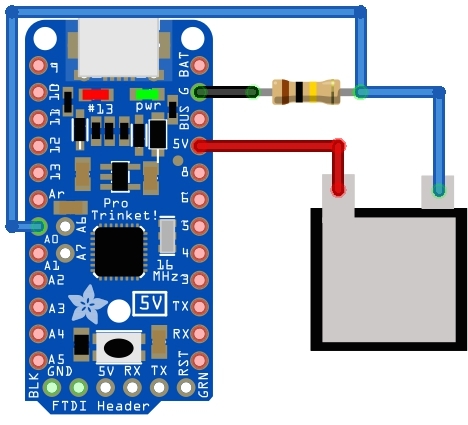 BAT
9
10
G
#13
pwr
11
BUS
12
5V
13
8
Ar
6
Pro
Trinket!
A0
A6
5
A1
A7
4
16
MHz
A2
3
5V
A3
TX
A4
RX
A5
RST
BLK
GND
5V
RX
TX
GRN
FTDI Header